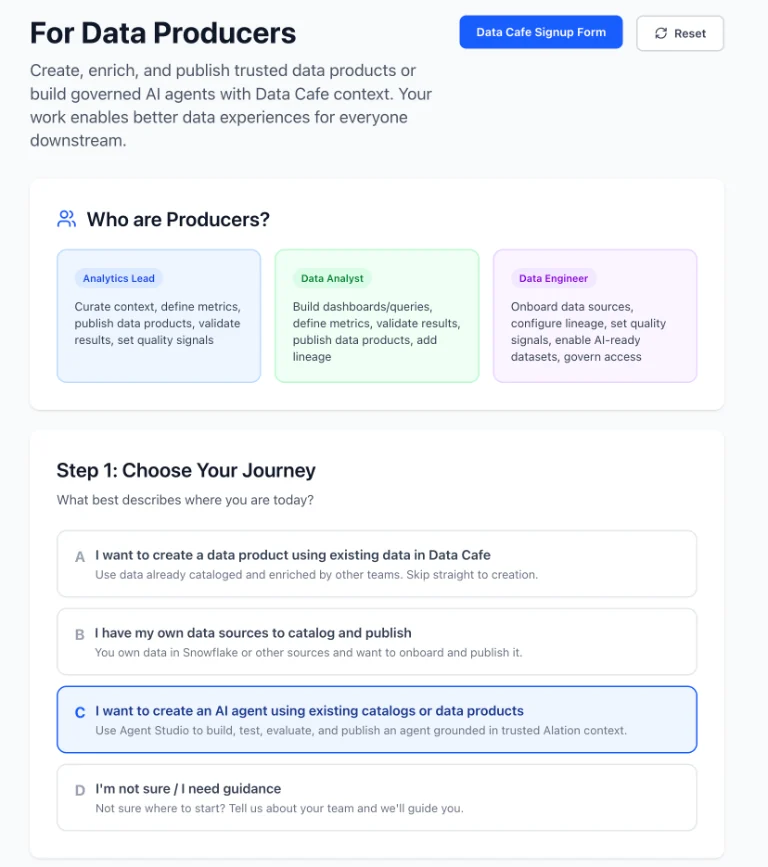 For Data Producers
Data Cafe Signup Form
Reset
Create, enrich, and publish trusted data products or
build governed AI agents with Data Cafe context. Your
work enables better data experiences for everyone
downstream.
Who are Producers?
Analytics Lead
Curate context, define metrics,
publish data products, validate
results, set quality signals
Data Analyst
Build dashboards/queries,
define metrics, validate results,
publish data products, add
lineage
Data Engineer
Onboard data sources,
configure lineage, set quality
signals, enable AI-ready
datasets, govern access
Step 1: Choose Your Journey
What best describes where you are today?
A
I want to create a data product using existing data in Data Cafe
Use data already cataloged and enriched by other teams. Skip straight to creation.
B
I have my own data sources to catalog and publish
You own data in Snowflake or other sources and want to onboard and publish it.
C
I want to create an AI agent using existing catalogs or data products
Use Agent Studio to build, test, evaluate, and publish an agent grounded in trusted Alation context.
D
I'm not sure / I need guidance
Not sure where to start? Tell us about your team and we'll guide you.